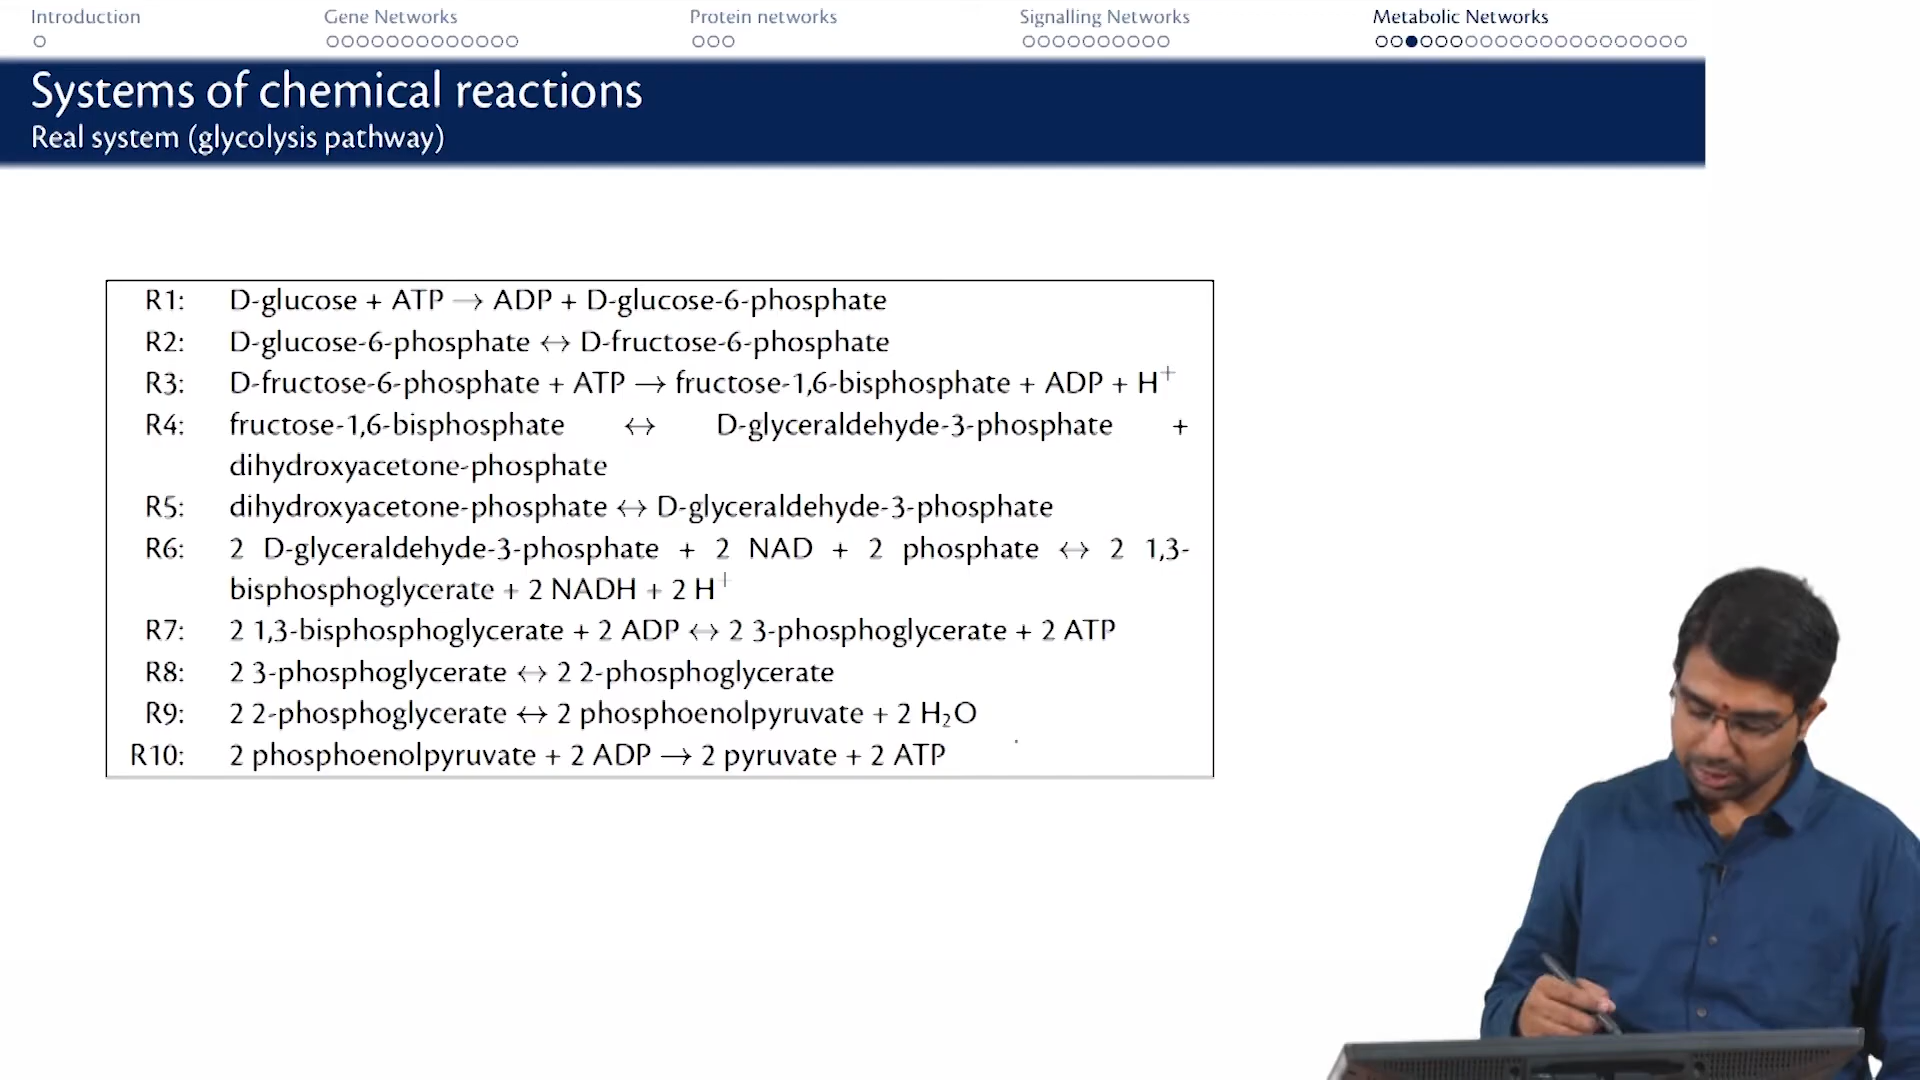 Introduction
Gene Networks
Protein networks
Signalling Networks
Metabolic Networks
Systems of chemical reactions
Real system (glycolysis pathway)
R1: D-glucose + ATP → ADP + D-glucose-6-phosphate
R2: D-glucose-6-phosphate ↔ D-fructose-6-phosphate
R3: D-fructose-6-phosphate + ATP → fructose-1,6-bisphosphate + ADP + H⁺
R4: fructose-1,6-bisphosphate ↔ D-glyceraldehyde-3-phosphate +
dihydroxyacetone-phosphate
R5: dihydroxyacetone-phosphate ↔ D-glyceraldehyde-3-phosphate
R6: 2 D-glyceraldehyde-3-phosphate + 2 NAD + 2 phosphate ↔ 2 1,3-
bisphosphoglycerate + 2 NADH + 2 H⁺
R7: 2 1,3-bisphosphoglycerate + 2 ADP ↔ 2 3-phosphoglycerate + 2 ATP
R8: 2 3-phosphoglycerate ↔ 2 2-phosphoglycerate
R9: 2 2-phosphoglycerate ↔ 2 phosphoenolpyruvate + 2 H₂O
R10: 2 phosphoenolpyruvate + 2 ADP → 2 pyruvate + 2 ATP